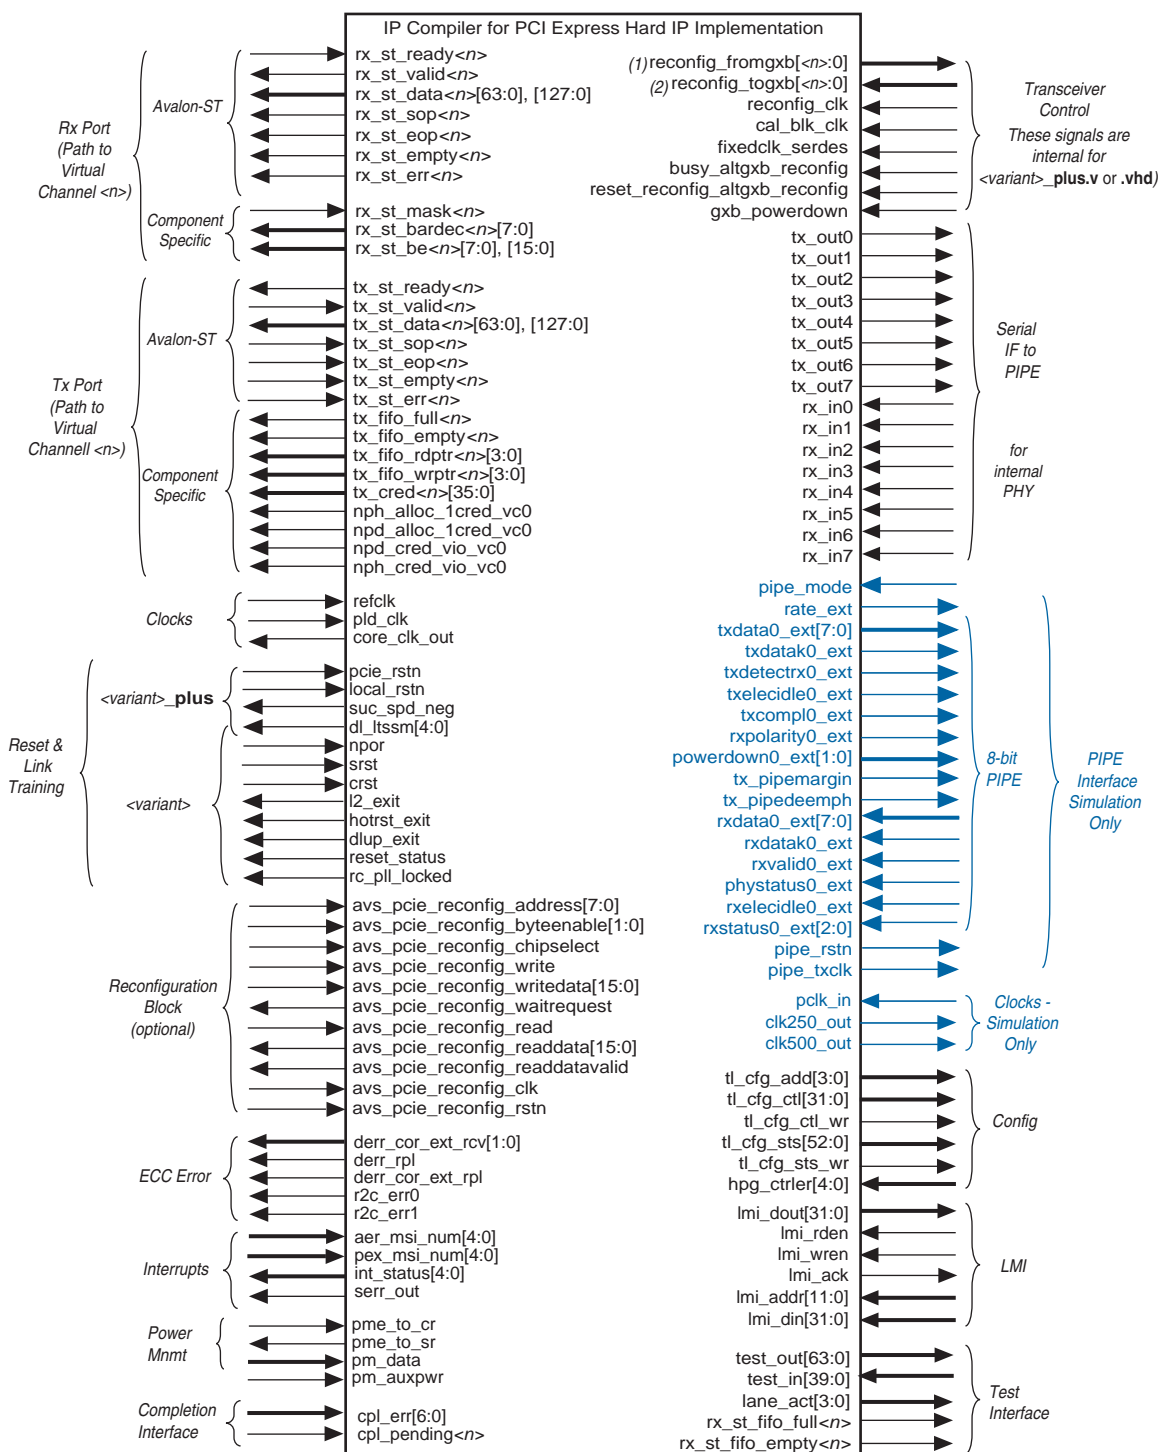 IP Compiler for PCI Express Hard IP Implementation
Rx Port
(Path to
Virtual
Channel <n>)
Avalon-ST
rx_st_ready<n>
rx_st_valid<n>
rx_st_data<n>[63:0], [127:0]
rx_st_sop<n>
rx_st_eop<n>
rx_st_empty<n>
rx_st_err<n>
Component
Specific
rx_st_mask<n>
rx_st_bardec<n>[7:0]
rx_st_be<n>[7:0], [15:0]
Tx Port
(Path to
Virtual
Channell <n>)
Avalon-ST
tx_st_ready<n>
tx_st_valid<n>
tx_st_data<n>[63:0], [127:0]
tx_st_sop<n>
tx_st_eop<n>
tx_st_empty<n>
tx_st_err<n>
Component
Specific
tx_fifo_full<n>
tx_fifo_empty<n>
tx_fifo_rdptr<n>[3:0]
tx_fifo_wrptr<n>[3:0]
tx_cred<n>[35:0]
nph_alloc_1cred_vc0
npd_alloc_1cred_vc0
npd_cred_vio_vc0
nph_cred_vio_vc0
Clocks
refclk
pld_clk
core_clk_out
Reset &
Link
Training
<variant>_plus
pcie_rstn
local_rstn
suc_spd_neg
dl_ltssm[4:0]
<variant>
npor
srst
crst
l2_exit
hotrst_exit
dlup_exit
reset_status
rc_pll_locked
Reconfiguration
Block
(optional)
avs_pcie_reconfig_address[7:0]
avs_pcie_reconfig_byteenable[1:0]
avs_pcie_reconfig_chipselect
avs_pcie_reconfig_write
avs_pcie_reconfig_writedata[15:0]
avs_pcie_reconfig_waitrequest
avs_pcie_reconfig_read
avs_pcie_reconfig_readdata[15:0]
avs_pcie_reconfig_readdatavalid
avs_pcie_reconfig_clk
avs_pcie_reconfig_rstn
ECC Error
derr_cor_ext_rcv[1:0]
derr_rpl
derr_cor_ext_rpl
r2c_err0
r2c_err1
Interrupts
aer_msi_num[4:0]
pex_msi_num[4:0]
int_status[4:0]
serr_out
Power
Mnmt
pme_to_cr
pme_to_sr
pm_data
pm_auxpwr
Completion
Interface
cpl_err[6:0]
cpl_pending<n>
(1) reconfig_fromgxb[<n>:0]
(2) reconfig_togxb[<n>:0]
reconfig_clk
cal_blk_clk
fixedclk_serdes
busy_altgxb_reconfig
reset_reconfig_altgxb_reconfig
gxb_powerdown
Transceiver
Control
These signals are
internal for
<variant>_plus.v or .vhd)
tx_out0
tx_out1
tx_out2
tx_out3
tx_out4
tx_out5
tx_out6
tx_out7
rx_in0
rx_in1
rx_in2
rx_in3
rx_in4
rx_in5
rx_in6
rx_in7
Serial
IF to
PIPE
for
internal
PHY
pipe_mode
rate_ext
txdata0_ext[7:0]
txdatak0_ext
txdetectrx0_ext
txelecidle0_ext
txcompl0_ext
rxpolarity0_ext
powerdown0_ext[1:0]
tx_pipemargin
tx_pipedeemph
rxdata0_ext[7:0]
rxdatak0_ext
rxvalid0_ext
phystatus0_ext
rxelecidle0_ext
rxstatus0_ext[2:0]
pipe_rstn
pipe_txclk
8-bit
PIPE
PIPE
Interface
Simulation
Only
pclk_in
clk250_out
clk500_out
Clocks -
Simulation
Only
tl_cfg_add[3:0]
tl_cfg_ctl[31:0]
tl_cfg_ctl_wr
tl_cfg_sts[52:0]
tl_cfg_sts_wr
hpg_ctrler[4:0]
Config
lmi_dout[31:0]
lmi_rden
lmi_wren
lmi_ack
lmi_addr[11:0]
lmi_din[31:0]
LMI
test_out[63:0]
test_in[39:0]
lane_act[3:0]
rx_st_fifo_full<n>
rx_st_fifo_empty<n>
Test
Interface